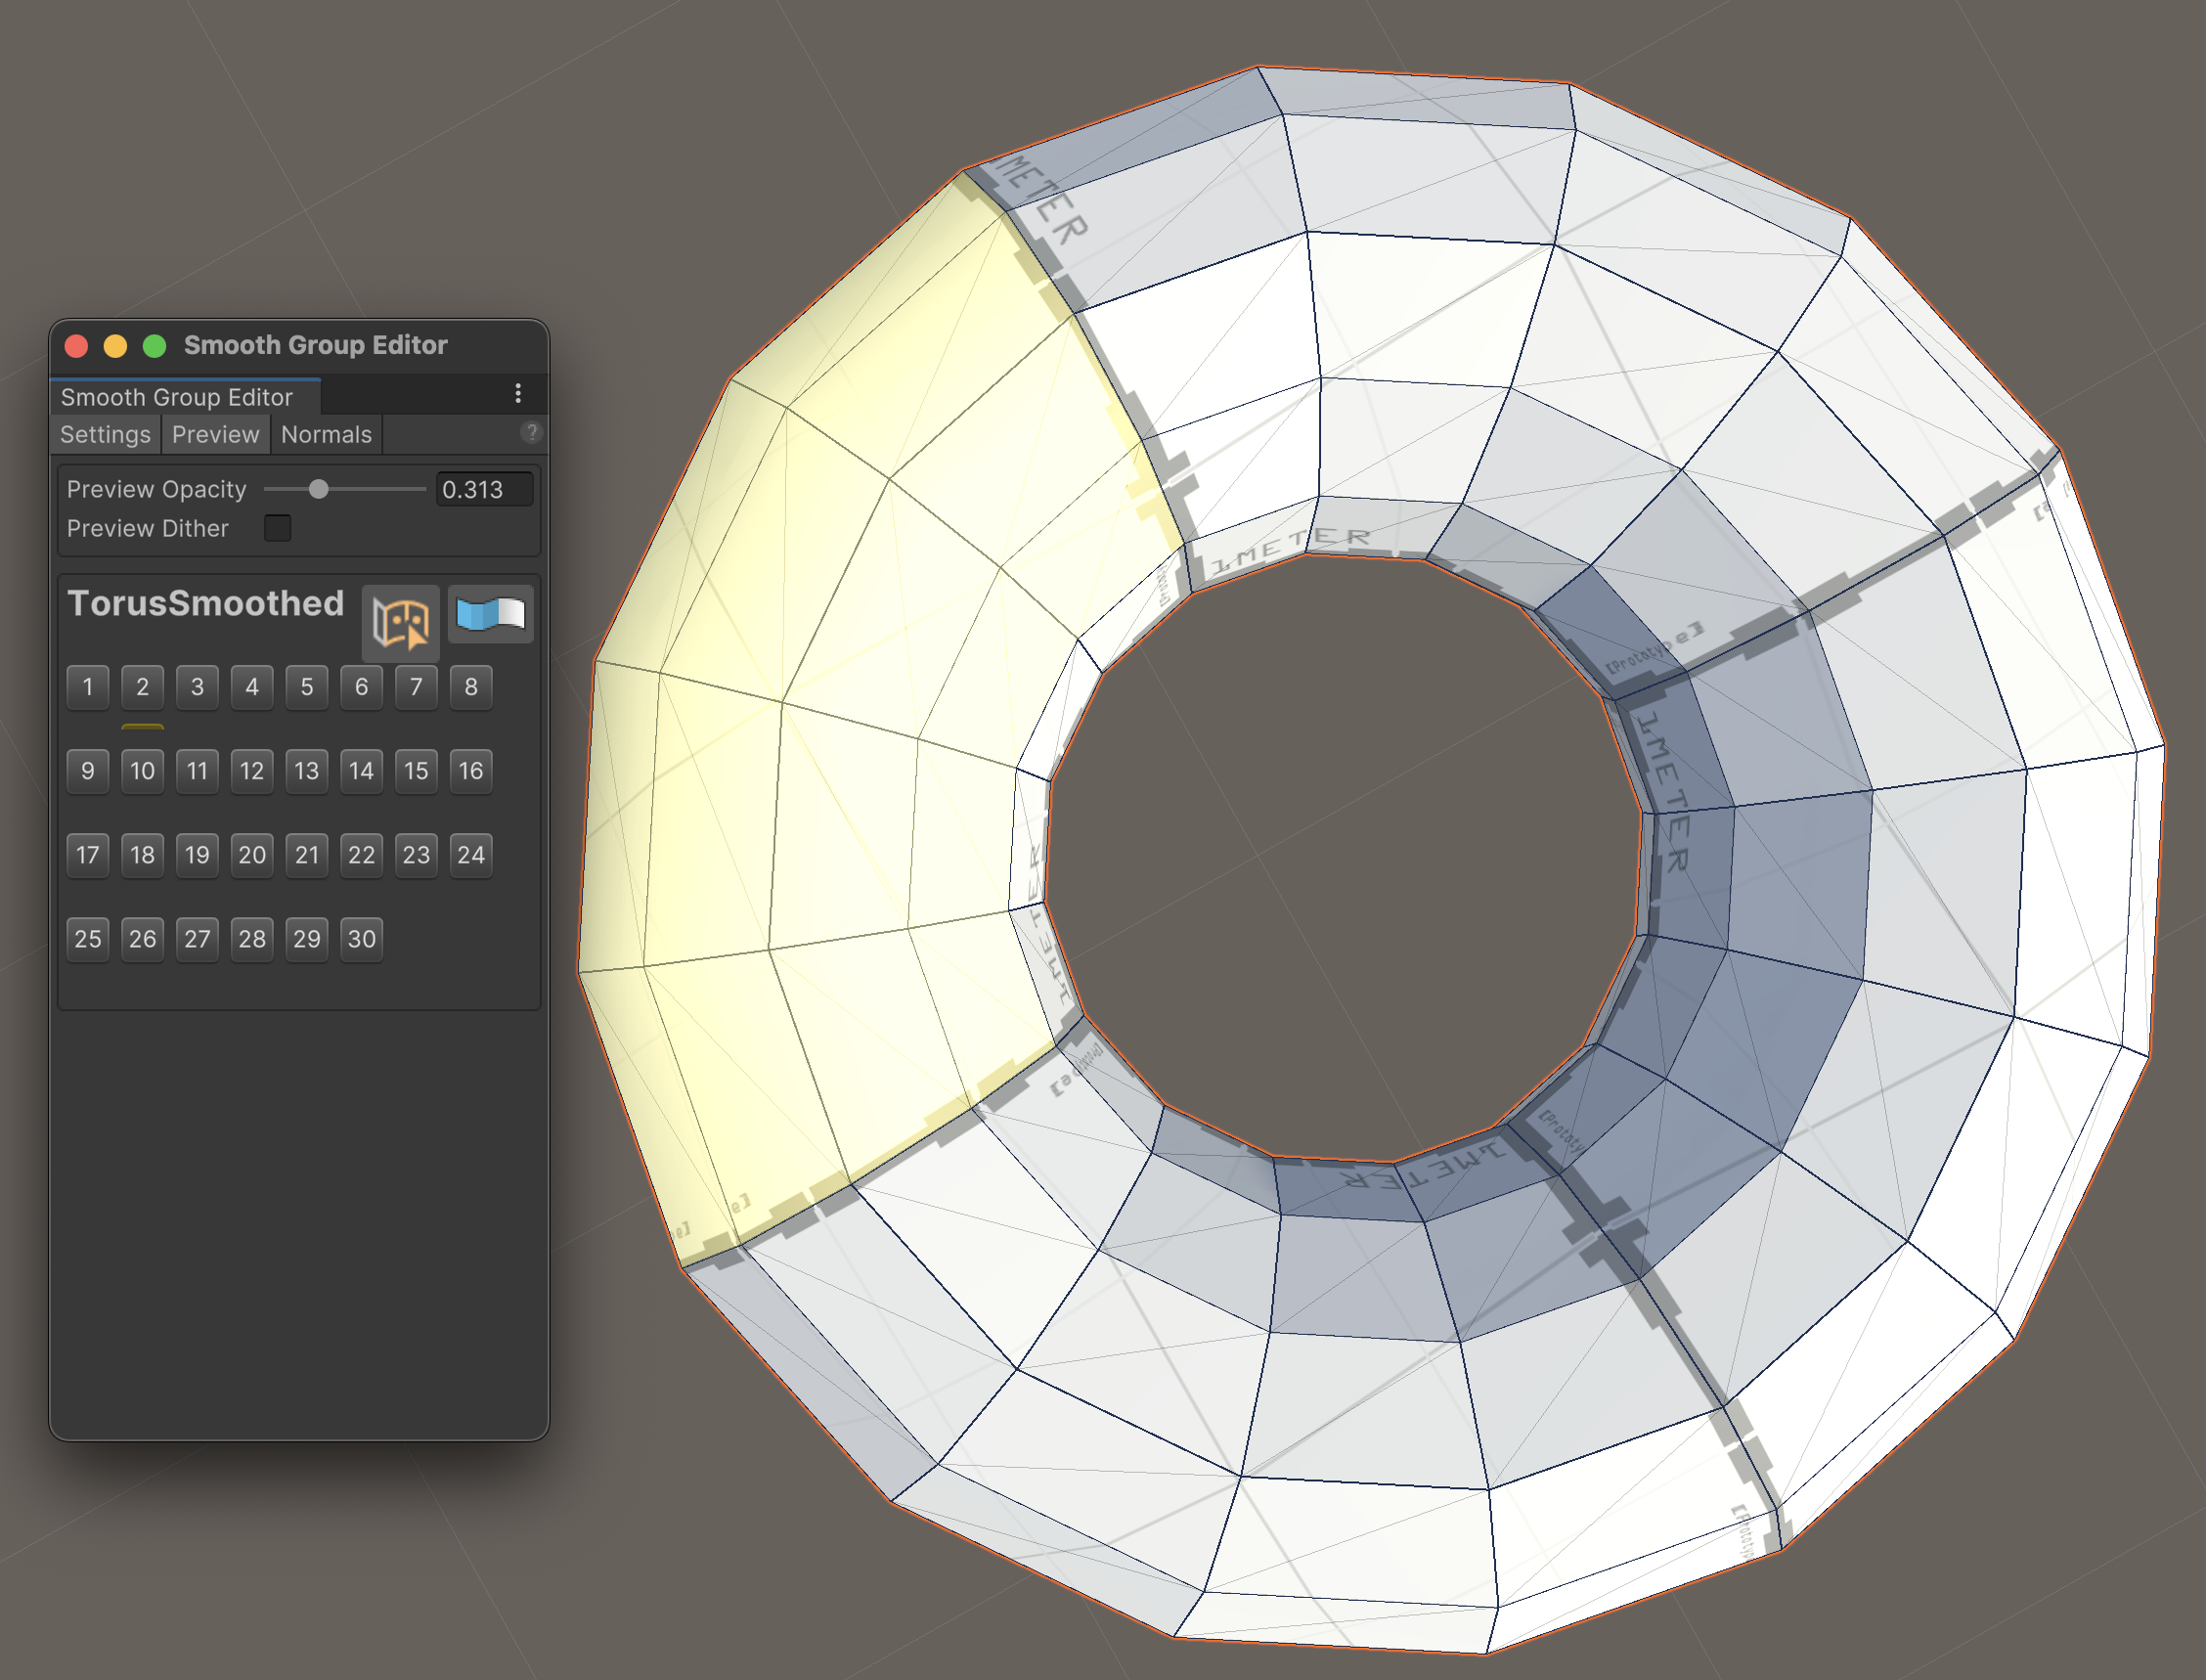 Smooth Group Editor
Smooth Group Editor
Settings Preview Normals ?
Preview Opacity 0.313
Preview Dither
TorusSmoothed
1 2 3 4 5 6 7 8
9 10 11 12 13 14 15 16
17 18 19 20 21 22 23 24
25 26 27 28 29 30
METER
1METER
[Prototype]
1METER
[Prototy
1METER
[Prototyp